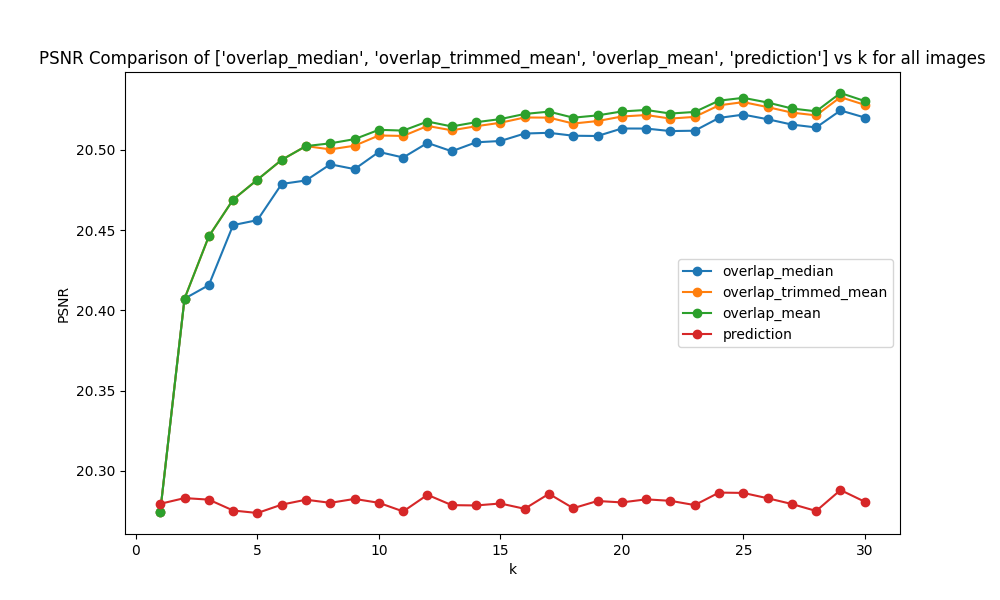 PSNR Comparison of ['overlap_median', 'overlap_trimmed_mean', 'overlap_mean', 'prediction'] vs k for all images
20.50
20.45
20.40
20.35
20.30
PSNR
overlap_median
overlap_trimmed_mean
overlap_mean
prediction
0 5 10 15 20 25 30
k